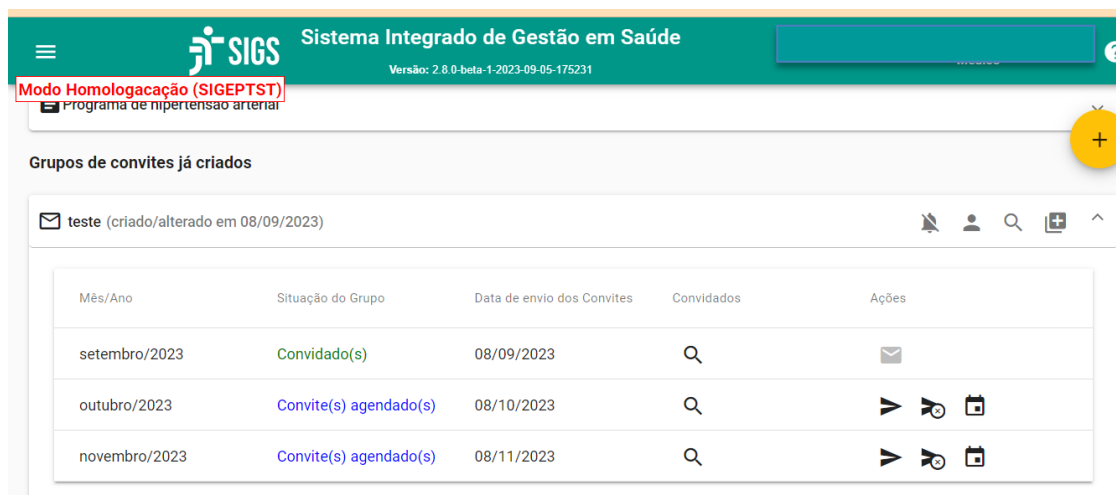 SIGS
Sistema Integrado de Gestão em Saúde
Versão: 2.8.0-beta-1-2023-09-05-175231
Modo Homologacação (SIGEPTST)
Programa de hipertensão arterial
Grupos de convites já criados
teste (criado/alterado em 08/09/2023)
Mês/Ano Situação do Grupo Data de envio dos Convites Convidados Ações
setembro/2023 Convidado(s) 08/09/2023
outubro/2023 Convite(s) agendado(s) 08/10/2023
novembro/2023 Convite(s) agendado(s) 08/11/2023